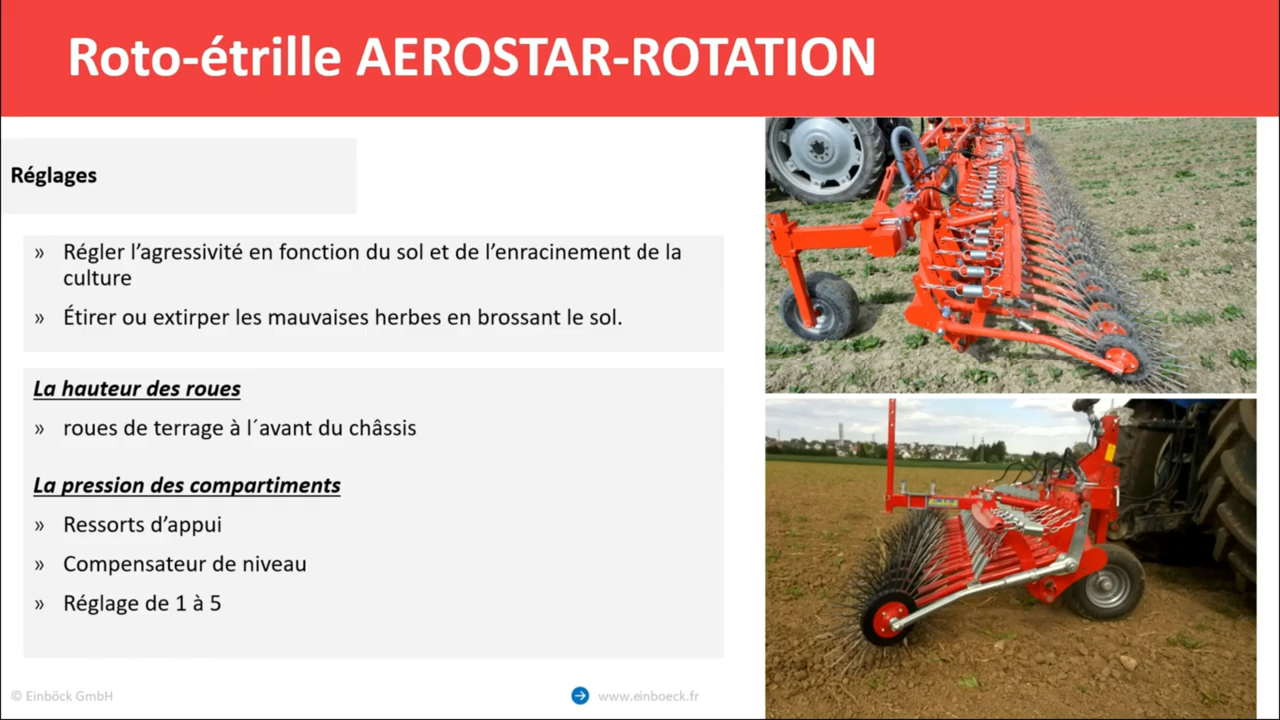 Roto-étrille AEROSTAR-ROTATION
Réglages
» Régler l’agressivité en fonction du sol et de l’enracinement de la
culture
» Étirer ou extirper les mauvaises herbes en brossant le sol.
La hauteur des roues
» roues de terrage à l´avant du châssis
La pression des compartiments
» Ressorts d’appui
» Compensateur de niveau
» Réglage de 1 à 5
© Einböck GmbH
www.einboeck.fr